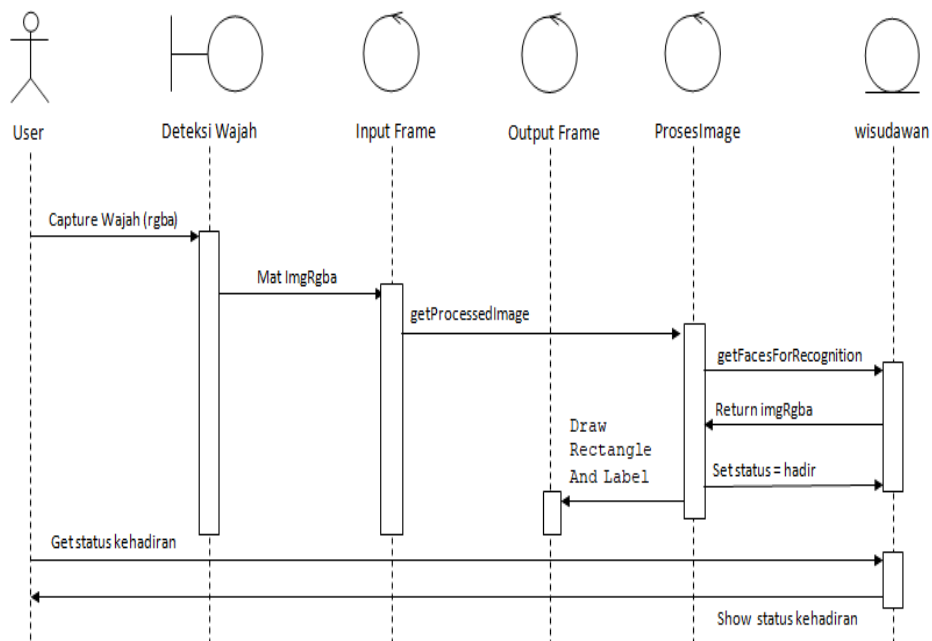 User
Deteksi Wajah
Input Frame
Output Frame
ProsesImage
wisudawan
Capture Wajah (rgba)
Mat ImgRgba
getProcessedImage
getFacesForRecognition
Return imgRgba
Draw
Rectangle
And Label
Set status = hadir
Get status kehadiran
Show status kehadiran